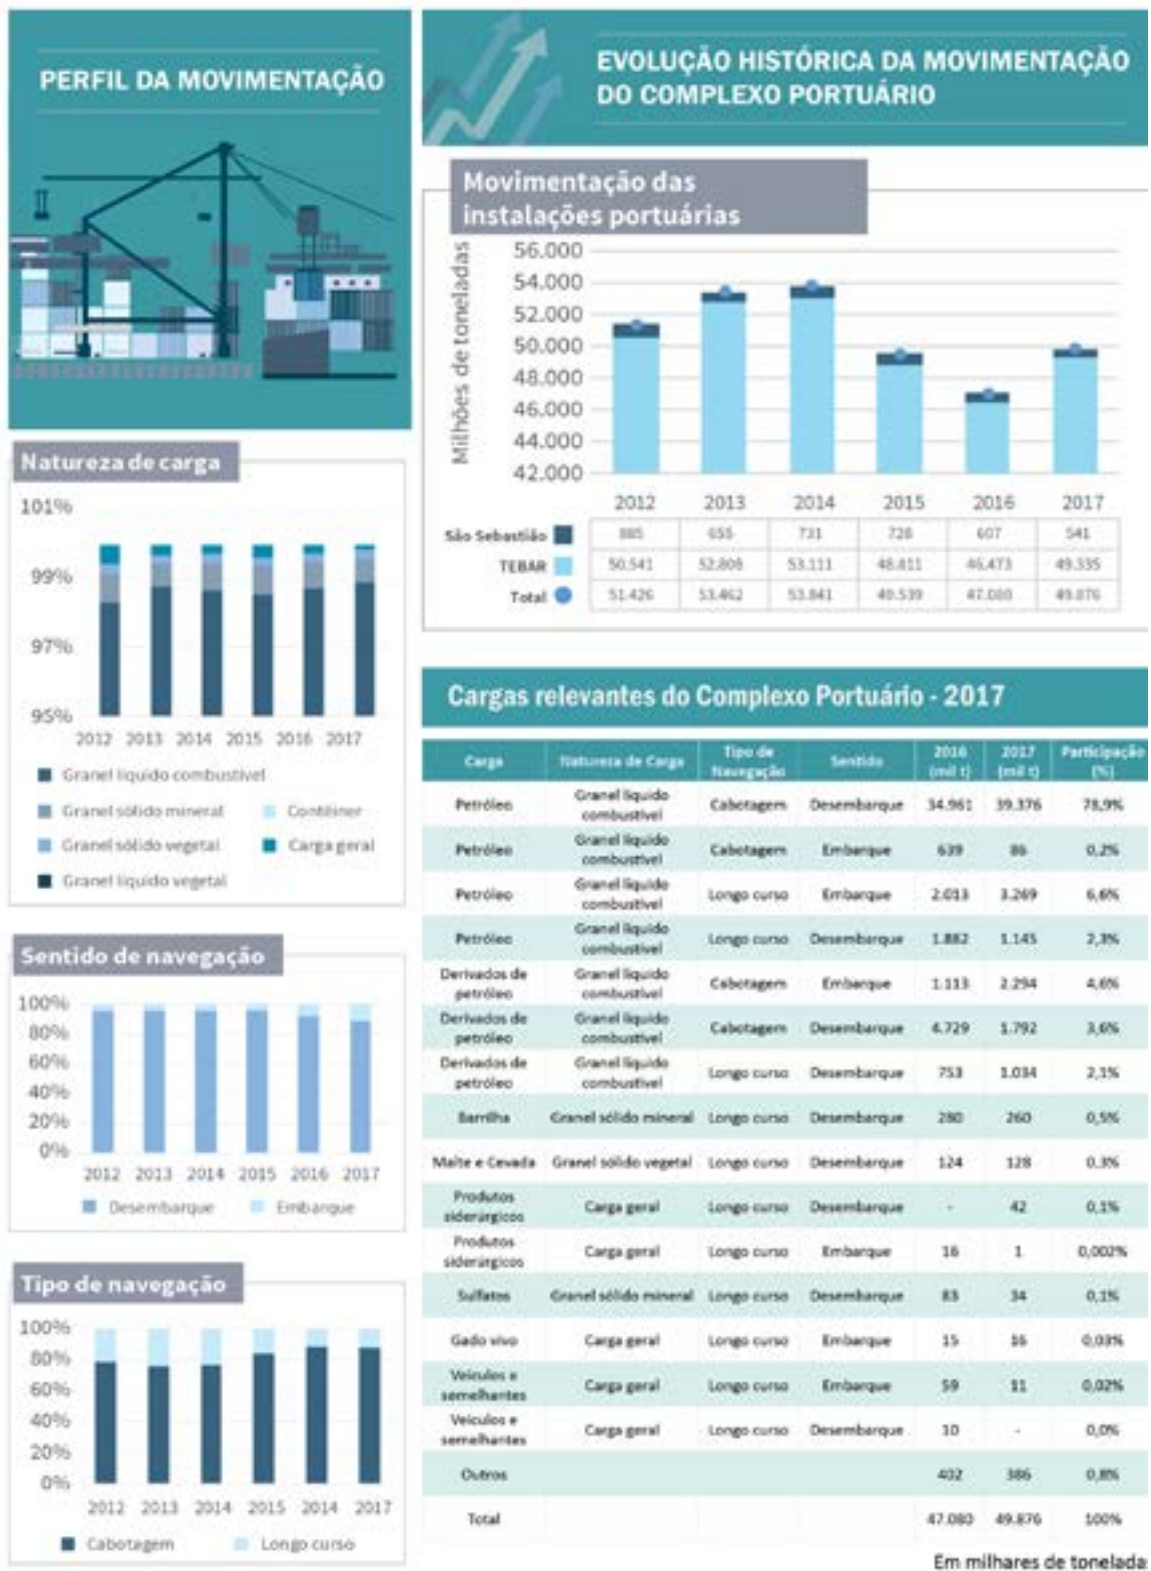 PERFIL DA MOVIMENTAÇÃO
Natureza de carga
101%
99%
97%
95%
2012 2013 2014 2015 2016 2017
Granel líquido combustível
Granel sólido mineral Contêiner
Granel sólido vegetal Carga geral
Granel líquido vegetal
Sentido de navegação
100%
80%
60%
40%
20%
0%
2012 2013 2014 2015 2016 2017
Desembarque Embarque
Tipo de navegação
100%
80%
60%
40%
20%
0%
2012 2013 2014 2015 2014 2017
Cabotagem Longo curso
EVOLUÇÃO HISTÓRICA DA MOVIMENTAÇÃO
DO COMPLEXO PORTUÁRIO
Movimentação das
instalações portuárias
Milhões de toneladas
56.000
54.000
52.000
50.000
48.000
46.000
44.000
42.000
2012 2013 2014 2015 2016 2017
São Sebastião 885 655 731 728 607 541
TEBAR 50.541 52.808 53.111 48.811 46.473 49.335
Total 51.426 53.462 53.841 49.539 47.080 49.876
Cargas relevantes do Complexo Portuário - 2017
Carga Natureza de Carga Tipo de Navegação Sentido 2016 (mil t) 2017 (mil t) Participação (%)
Petróleo Granel líquido combustível Cabotagem Desembarque 34.961 39.376 78,9%
Petróleo Granel líquido combustível Cabotagem Embarque 639 86 0,2%
Petróleo Granel líquido combustível Longo curso Embarque 2.013 3.269 6,6%
Petróleo Granel líquido combustível Longo curso Desembarque 1.882 1.145 2,3%
Derivados de petróleo Granel líquido combustível Cabotagem Embarque 1.113 2.294 4,6%
Derivados de petróleo Granel líquido combustível Cabotagem Desembarque 4.729 1.792 3,6%
Derivados de petróleo Granel líquido combustível Longo curso Desembarque 753 1.034 2,1%
Barrilha Granel sólido mineral Longo curso Desembarque 280 260 0,5%
Malte e Cevada Granel sólido vegetal Longo curso Desembarque 124 128 0,3%
Produtos siderúrgicos Carga geral Longo curso Desembarque - 42 0,1%
Produtos siderúrgicos Carga geral Longo curso Embarque 16 1 0,002%
Sulfatos Granel sólido mineral Longo curso Desembarque 83 34 0,1%
Gado vivo Carga geral Longo curso Embarque 15 16 0,03%
Veículos e semelhantes Carga geral Longo curso Embarque 59 11 0,02%
Veículos e semelhantes Carga geral Longo curso Desembarque 10 - 0,0%
Outros 402 386 0,8%
Total 47.080 49.876 100%
Em milhares de tonelada